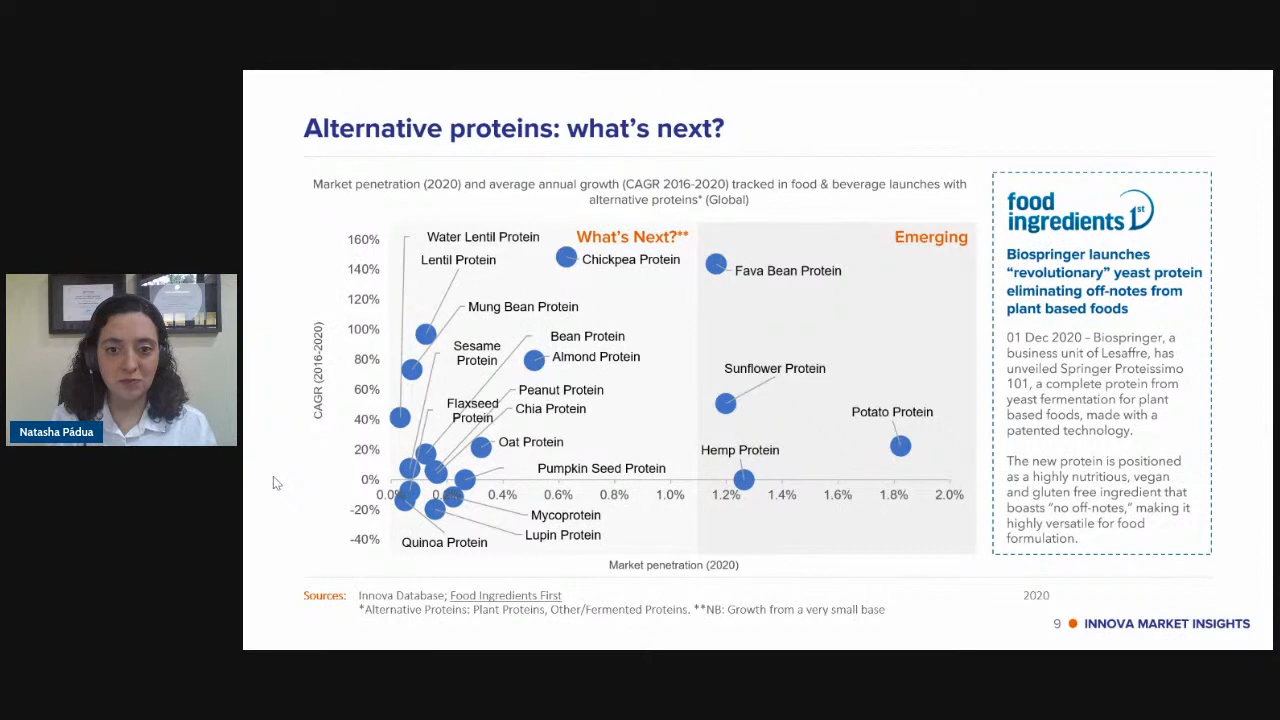 Alternative proteins: what's next?
Market penetration (2020) and average annual growth (CAGR 2016-2020) tracked in food & beverage launches with
alternative proteins* (Global)
What's Next?**
Emerging
160%
140%
120%
100%
80%
60%
40%
20%
0%
-20%
-40%
CAGR (2016-2020)
Water Lentil Protein
Lentil Protein
Chickpea Protein
Fava Bean Protein
Mung Bean Protein
Bean Protein
Sesame
Protein
Almond Protein
Sunflower Protein
Peanut Protein
Flaxseed
Protein
Chia Protein
Potato Protein
Oat Protein
Hemp Protein
Pumpkin Seed Protein
0.0%
0.2%
0.4%
0.6%
0.8%
1.0%
1.2%
1.4%
1.6%
1.8%
2.0%
Mycoprotein
Lupin Protein
Quinoa Protein
Market penetration (2020)
food
ingredients 1st
Biospringer launches
“revolutionary” yeast protein
eliminating off-notes from
plant based foods
01 Dec 2020 - Biospringer, a
business unit of Lesaffre, has
unveiled Springer Proteissimo
101, a complete protein from
yeast fermentation for plant
based foods, made with a
patented technology.
The new protein is positioned
as a highly nutritious, vegan
and gluten free ingredient that
boasts “no off-notes,” making it
highly versatile for food
formulation.
Natasha Pádua
Sources: Innova Database; Food Ingredients First
*Alternative Proteins: Plant Proteins, Other/Fermented Proteins. **NB: Growth from a very small base
2020
9 INNOVA MARKET INSIGHTS